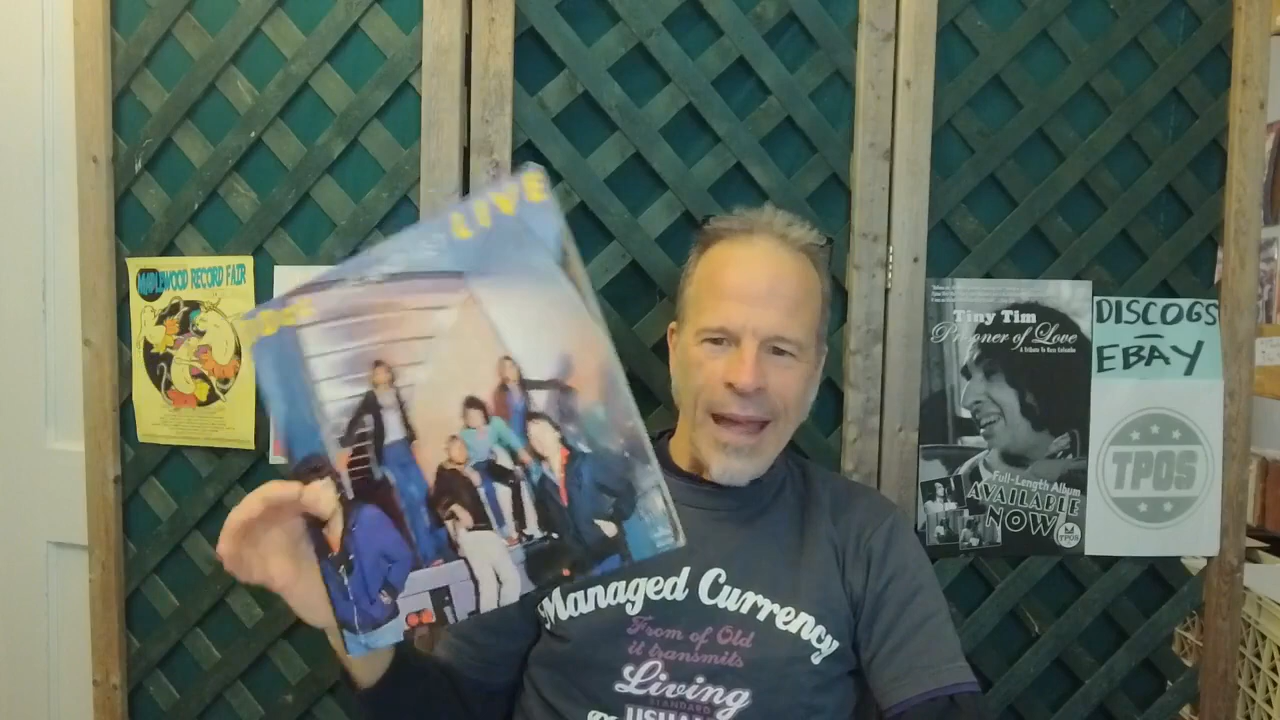 LIVE
MAPLEWOOD RECORD FAIR
Tiny Tim
Prisoner of Love
A Tribute To Russ Columbo
Full-Length Album
AVAILABLE
NOW
TPOS
DISCOGS
EBAY
TPOS
Managed Currency
From of Old
it transmits
Living
STANDARD